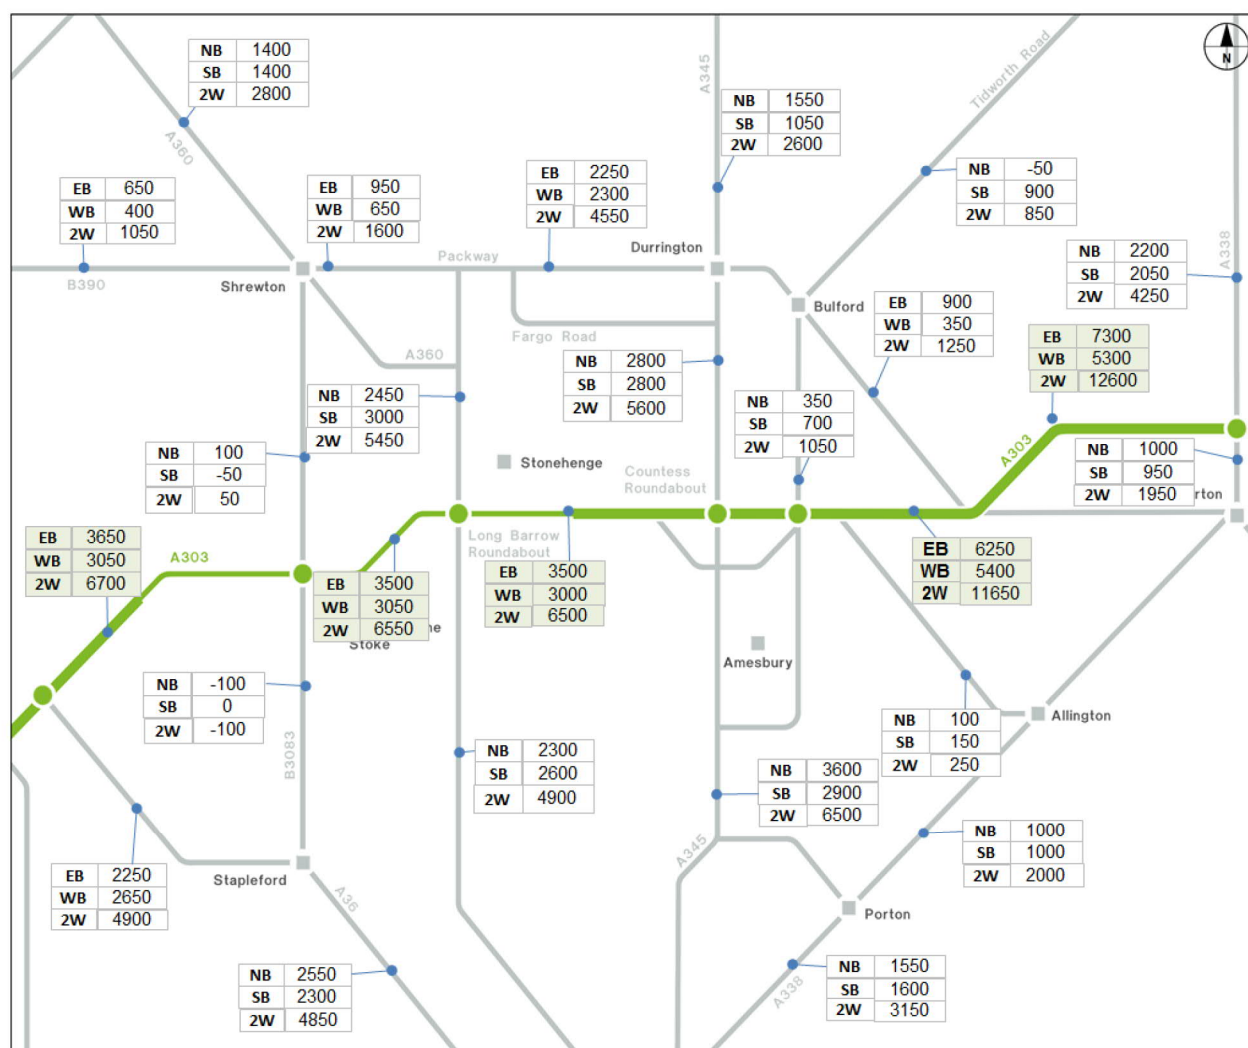 NB 1400
SB 1400
2W 2800
A360
A345
NB 1550
SB 1050
2W 2600
Tidworth Road
N
EB 650
WB 400
2W 1050
EB 950
WB 650
2W 1600
EB 2250
WB 2300
2W 4550
NB -50
SB 900
2W 850
A338
NB 2200
SB 2050
2W 4250
B390
Shrewton
Packway
Durrington
Bulford
Fargo Road
A360
EB 900
WB 350
2W 1250
EB 7300
WB 5300
2W 12600
NB 2450
SB 3000
2W 5450
NB 2800
SB 2800
2W 5600
NB 350
SB 700
2W 1050
NB 100
SB -50
2W 50
Stonehenge
Countess
Roundabout
A303
NB 1000
SB 950
2W 1950
rton
EB 3650
WB 3050
2W 6700
A303
EB 3500
WB 3050
2W 6550
ne
Stoke
Long Barrow
Roundabout
EB 3500
WB 3000
2W 6500
EB 6250
WB 5400
2W 11650
Amesbury
NB -100
SB 0
2W -100
B3083
NB 2300
SB 2600
2W 4900
NB 3600
SB 2900
2W 6500
NB 100
SB 150
2W 250
Allington
NB 1000
SB 1000
2W 2000
A345
EB 2250
WB 2650
2W 4900
Stapleford
A36
Porton
NB 2550
SB 2300
2W 4850
A338
NB 1550
SB 1600
2W 3150